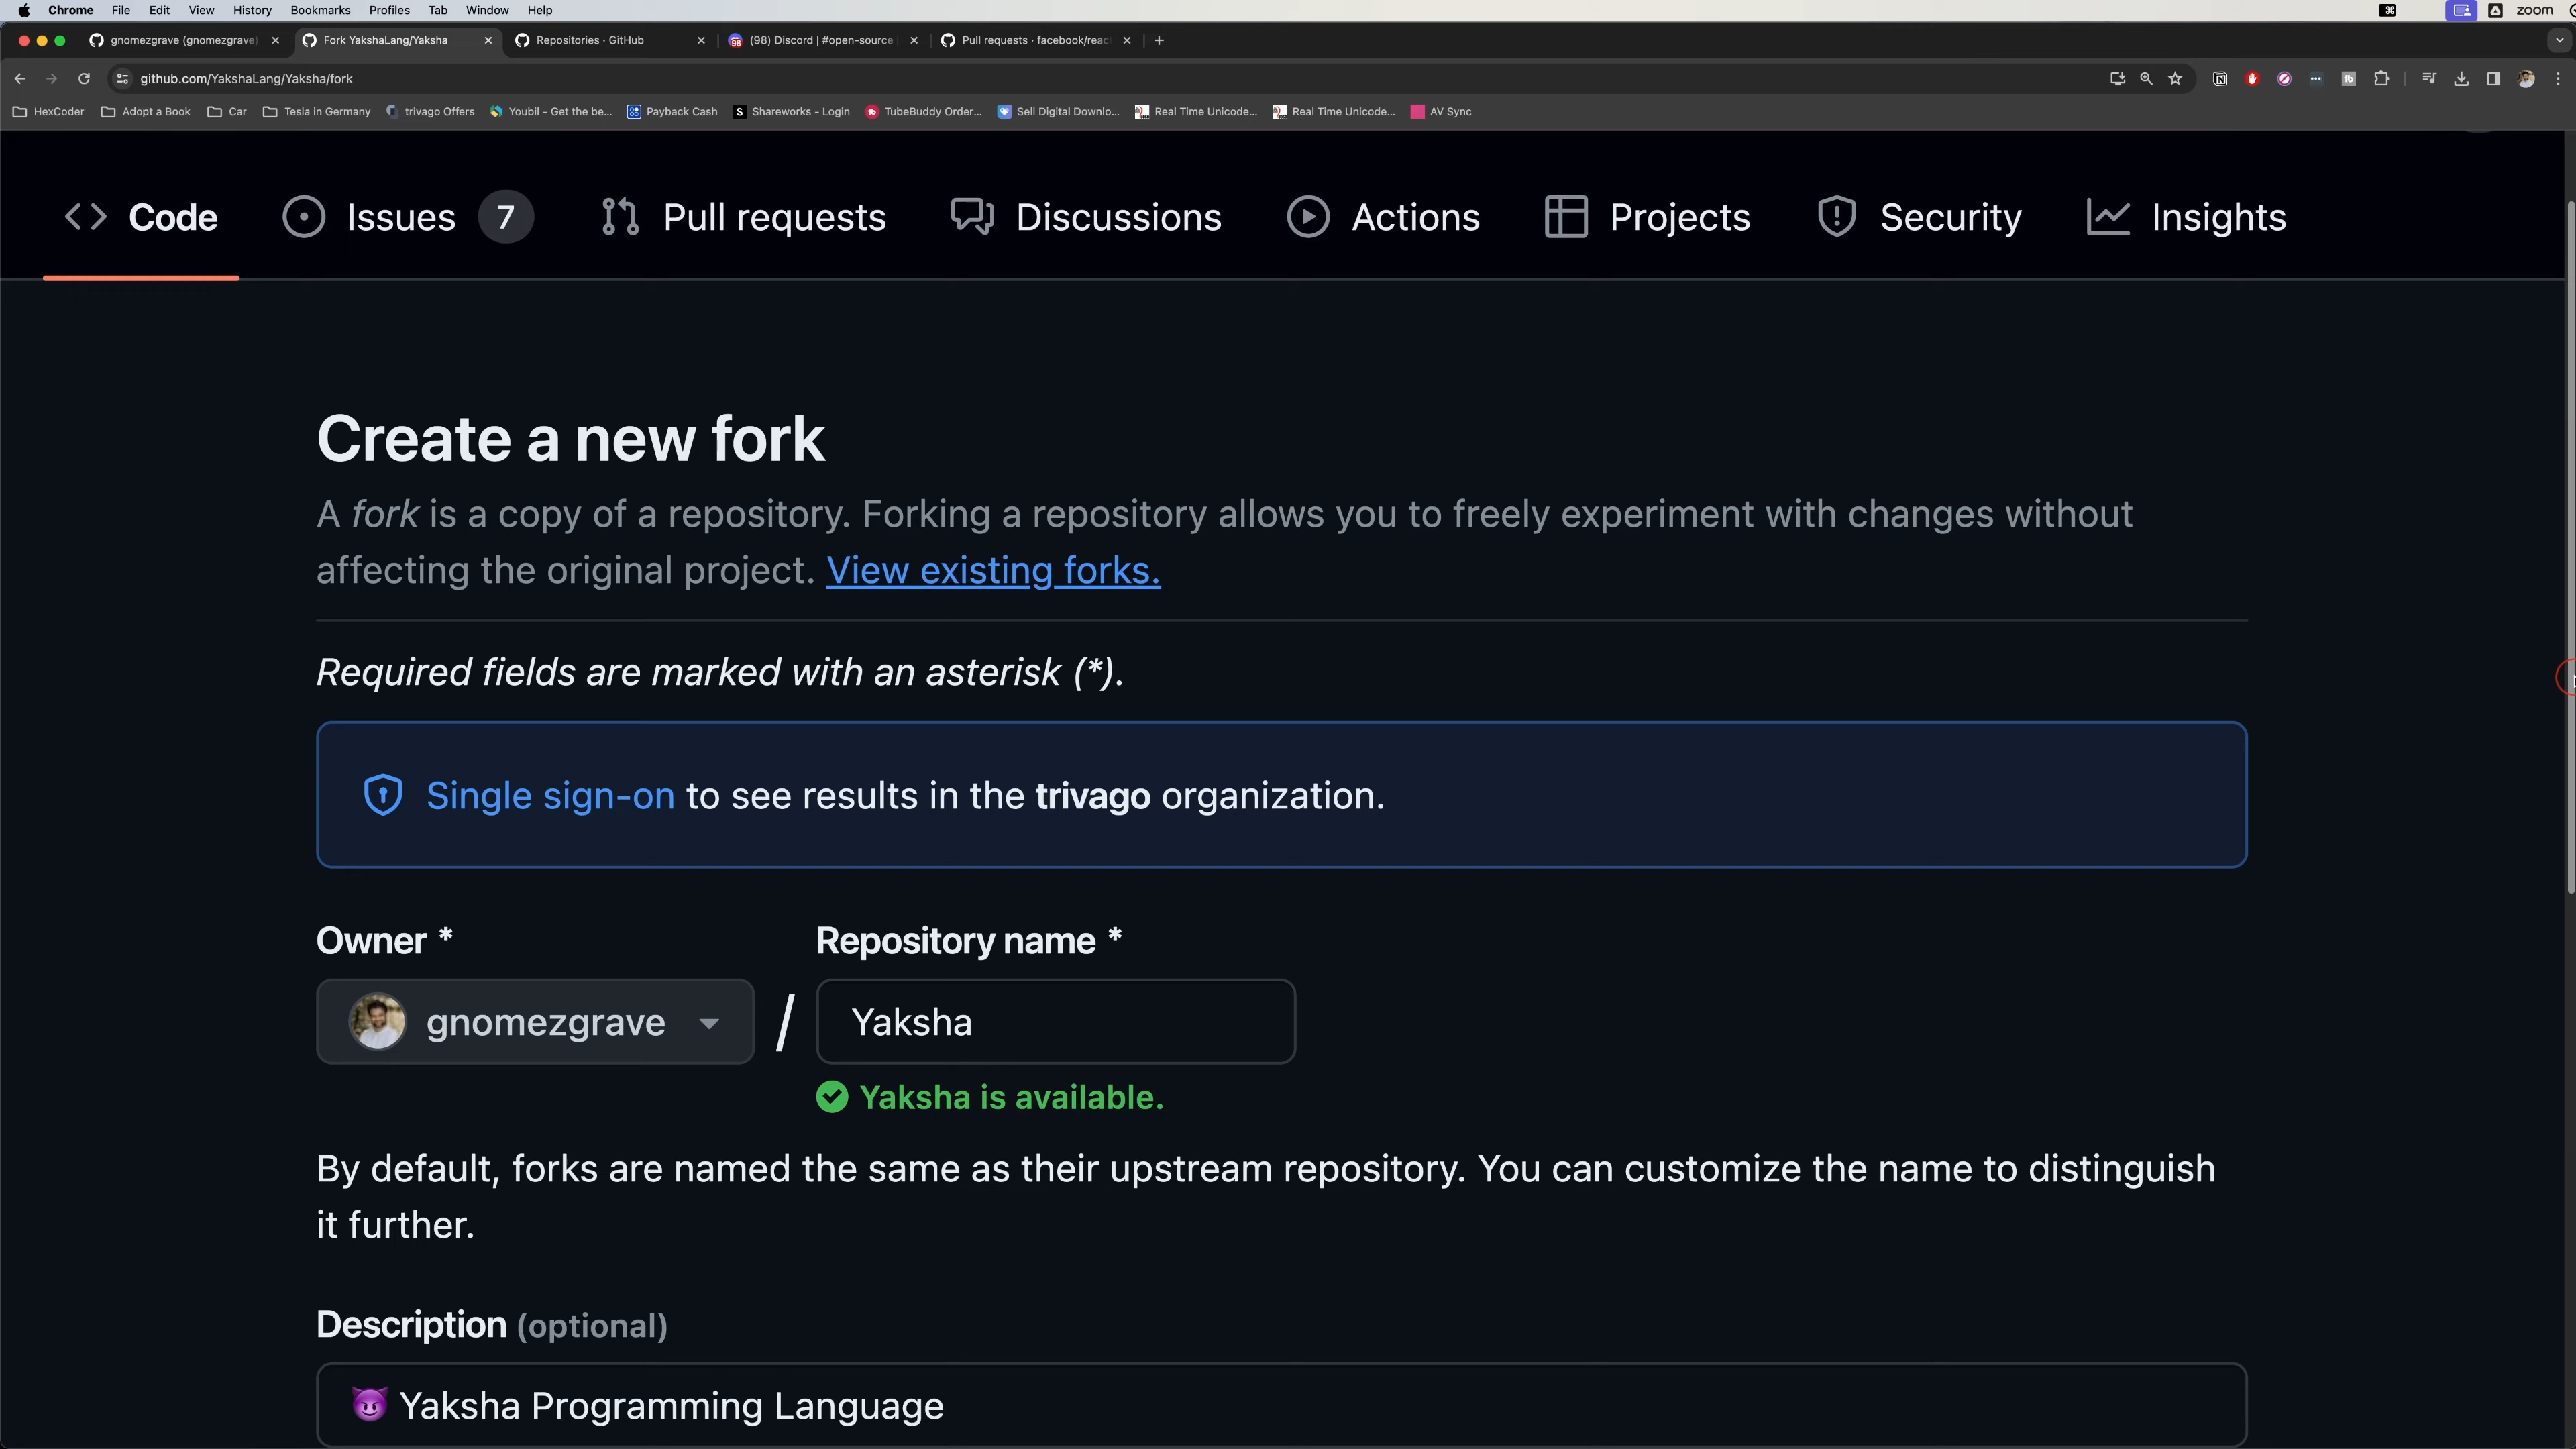 Chrome File Edit View History Bookmarks Profiles Tab Window Help zoom
gnomezgrave (gnomezgrave) Fork YakshaLang/Yaksha Repositories · GitHub (98) Discord | #open-source Pull requests · facebook/reac
github.com/YakshaLang/Yaksha/fork
HexCoder Adopt a Book Car Tesla in Germany trivago Offers Youbil - Get the be... Payback Cash Shareworks - Login TubeBuddy Order... Sell Digital Downlo... Real Time Unicode... Real Time Unicode... AV Sync
Code Issues 7 Pull requests Discussions Actions Projects Security Insights
Create a new fork
A fork is a copy of a repository. Forking a repository allows you to freely experiment with changes without
affecting the original project. View existing forks.
Required fields are marked with an asterisk (*).
Single sign-on to see results in the trivago organization.
Owner * Repository name *
gnomezgrave / Yaksha
Yaksha is available.
By default, forks are named the same as their upstream repository. You can customize the name to distinguish
it further.
Description (optional)
😈 Yaksha Programming Language